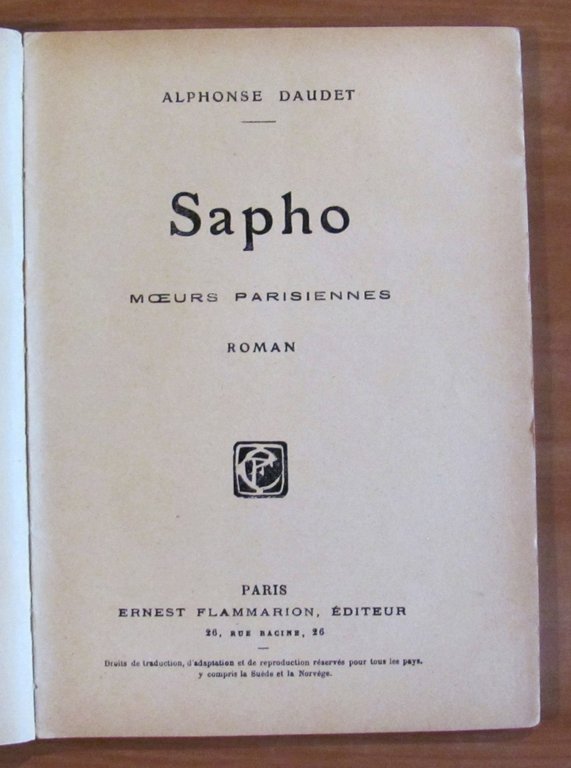 ALPHONSE DAUDET
Sapho
MŒURS PARISIENNES
ROMAN
PARIS
ERNEST FLAMMARION, ÉDITEUR
26, RUE RACINE, 26
Droits de traduction, d'adaptation et de reproduction réservés pour tous les pays,
y compris la Suède et la Norvège.